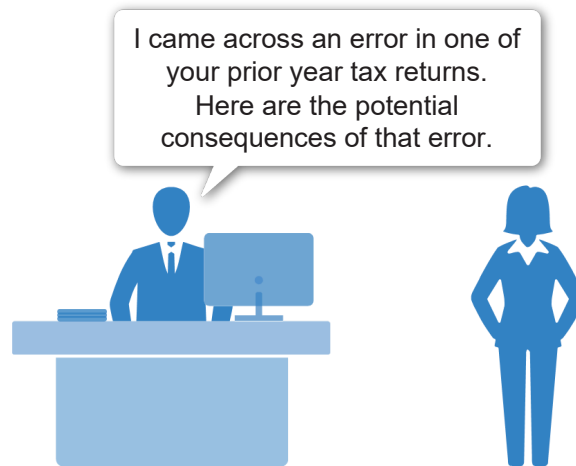 I came across an error in one of
your prior year tax returns.
Here are the potential
consequences of that error.